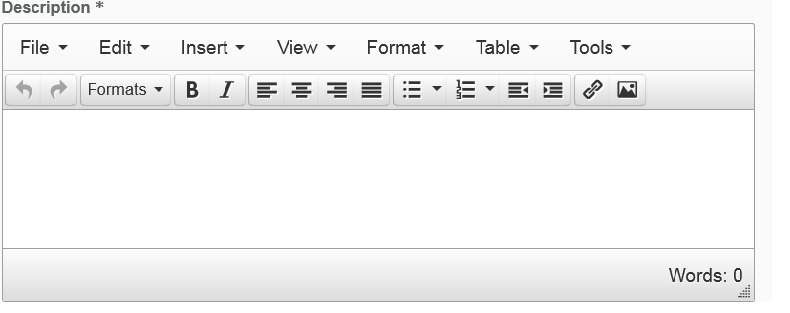 Description *
File Edit Insert View Format Table Tools
Formats B I
Words: 0